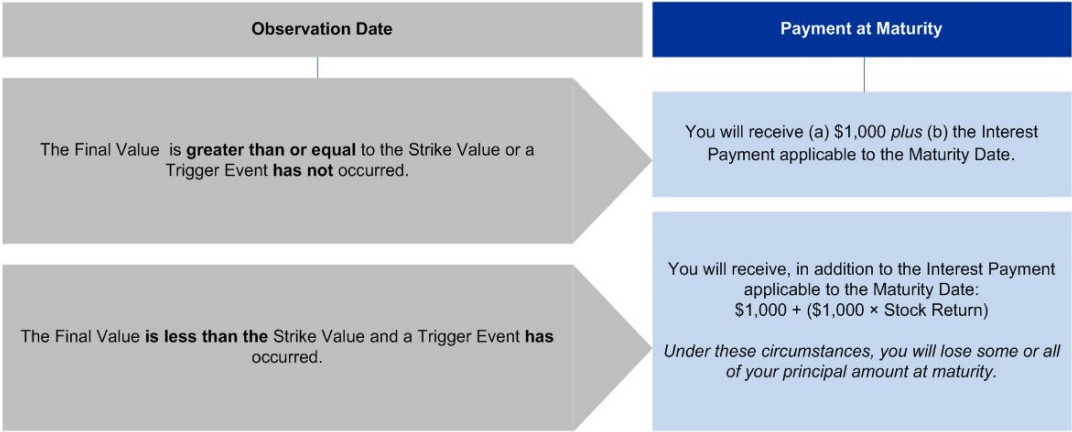 Observation Date
Payment at Maturity
The Final Value is greater than or equal to the Strike Value or a
Trigger Event has not occurred.
You will receive (a) $1,000 plus (b) the Interest
Payment applicable to the Maturity Date.
The Final Value is less than the Strike Value and a Trigger Event has
occurred.
You will receive, in addition to the Interest Payment
applicable to the Maturity Date:
$1,000 + ($1,000 × Stock Return)
Under these circumstances, you will lose some or all
of your principal amount at maturity.